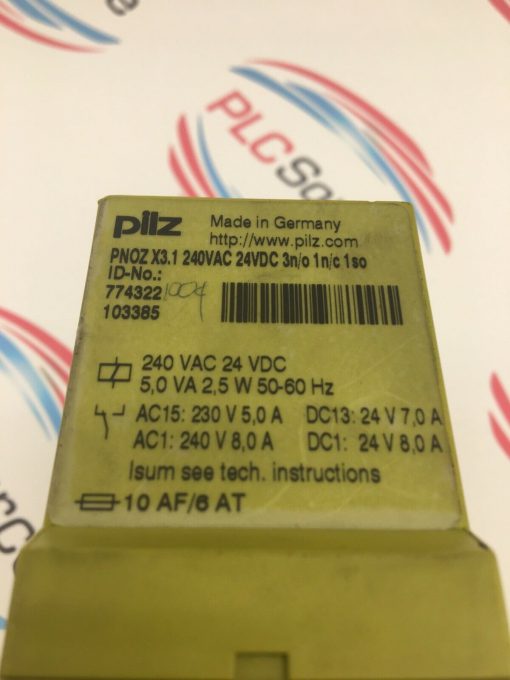 PLCSou
pilz Made in Germany
http://www.pilz.com
PNOZ X3.1 240VAC 24VDC 3n/o 1n/c 1so
ID-No.:
774322
103385
240 VAC 24 VDC
5,0 VA 2,5 W 50-60 Hz
AC15: 230 V 5,0 A DC13: 24 V 7,0 A
AC1: 240 V 8,0 A DC1: 24 V 8,0 A
Isum see tech. instructions
10 AF/6 AT